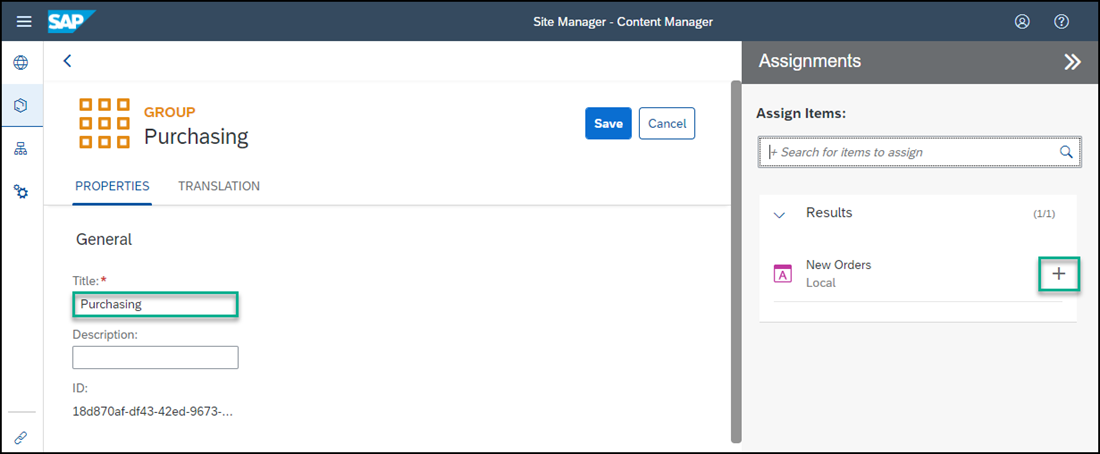 SAP
Site Manager - Content Manager
GROUP
Purchasing
Save
Cancel
PROPERTIES
TRANSLATION
General
Title:*
Purchasing
Description:
ID:
18d870af-df43-42ed-9673-...
Assignments
Assign Items:
+ Search for items to assign
Results
(1/1)
A
New Orders
Local